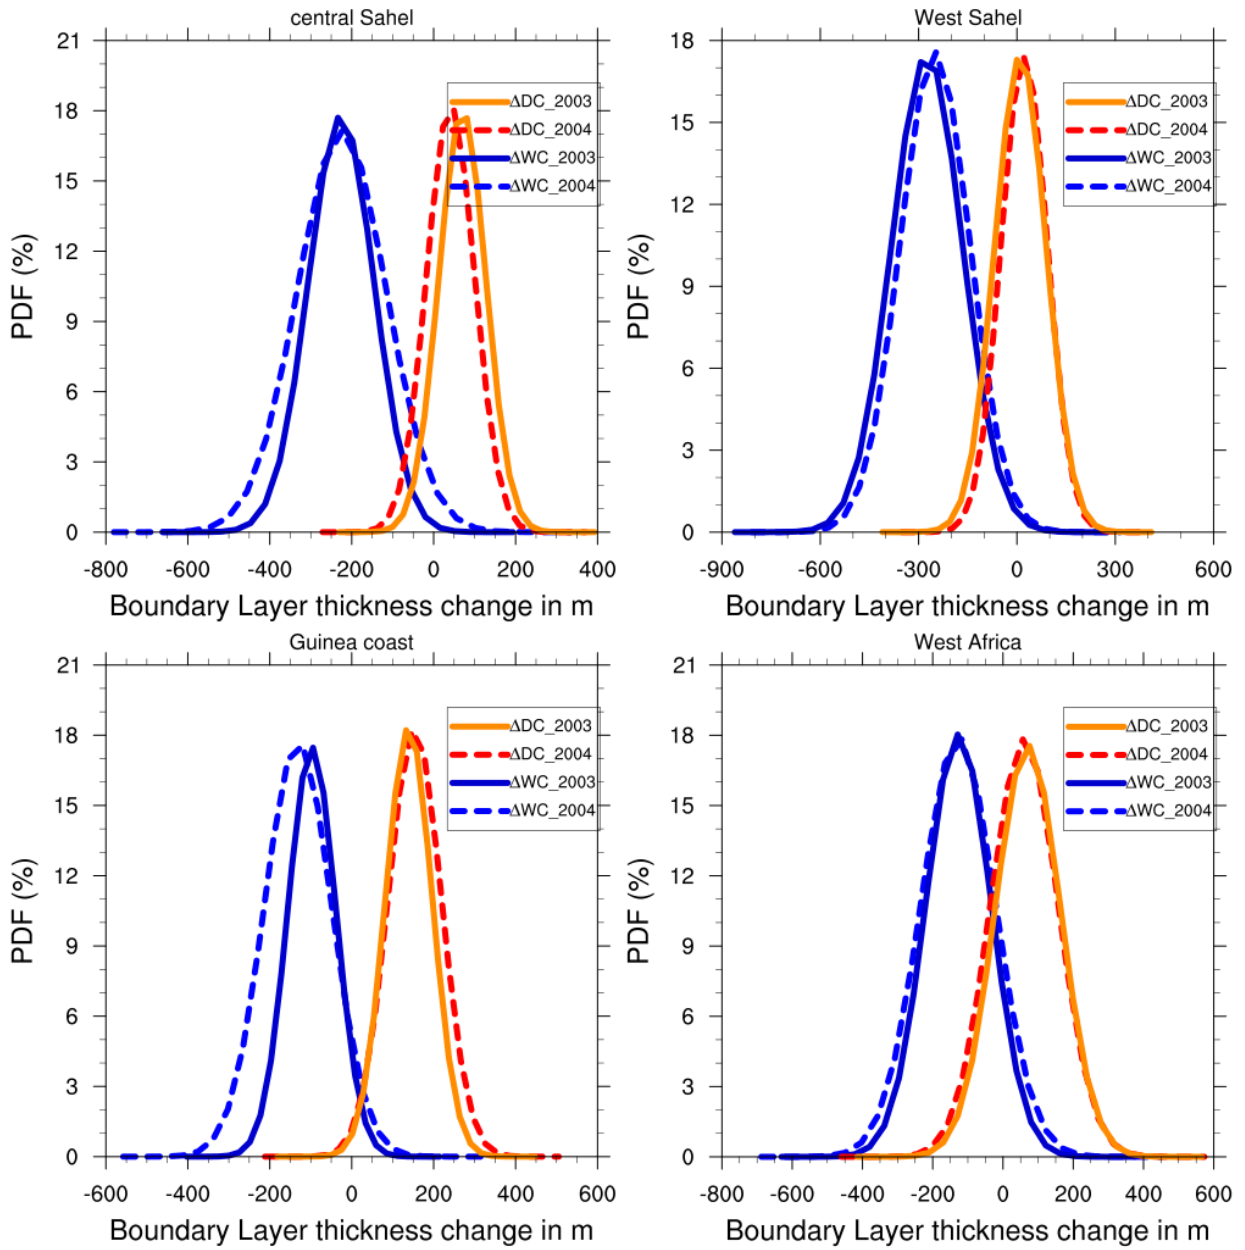 central Sahel
21
18
15
12
9
6
3
0
PDF (%)
-800 -600 -400 -200 0 200 400
Boundary Layer thickness change in m
ΔDC_2003
ΔDC_2004
ΔWC_2003
ΔWC_2004
West Sahel
18
15
12
9
6
3
0
PDF (%)
-900 -600 -300 0 300 600
Boundary Layer thickness change in m
ΔDC_2003
ΔDC_2004
ΔWC_2003
ΔWC_2004
Guinea coast
21
18
15
12
9
6
3
0
PDF (%)
-600 -400 -200 0 200 400 600
Boundary Layer thickness change in m
ΔDC_2003
ΔDC_2004
ΔWC_2003
ΔWC_2004
West Africa
21
18
15
12
9
6
3
0
PDF (%)
-800 -600 -400 -200 0 200 400 600
Boundary Layer thickness change in m
ΔDC_2003
ΔDC_2004
ΔWC_2003
ΔWC_2004